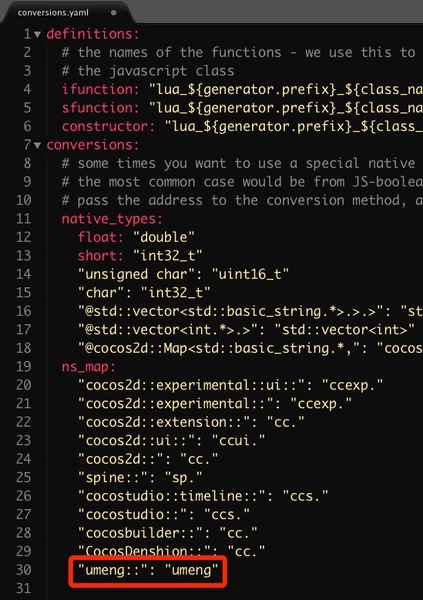 conversions.yaml
1 definitions:
2 # the names of the functions - we use this to
3 # the javascript class
4 ifunction: "lua_${generator.prefix}_${class_na
5 sfunction: "lua_${generator.prefix}_${class_na
6 constructor: "lua_${generator.prefix}_${class_
7 conversions:
8 # some times you want to use a special native
9 # the most common case would be from JS-boolea
10 # pass the address to the conversion method, a
11 native_types:
12 float: "double"
13 short: "int32_t"
14 "unsigned char": "uint16_t"
15 "char": "int32_t"
16 "@std::vector<std::basic_string.*>.>.>": "st
17 "@std::vector<int.*>.>": "std::vector<int>"
18 "@cocos2d::Map<std::basic_string.*,": "cocos
19 ns_map:
20 "cocos2d::experimental::ui::": "ccexp."
21 "cocos2d::experimental::": "ccexp."
22 "cocos2d::extension::": "cc."
23 "cocos2d::ui::": "ccui."
24 "cocos2d::": "cc."
25 "spine::": "sp."
26 "cocostudio::timeline::": "ccs."
27 "cocostudio::": "ccs."
28 "cocosbuilder::": "cc."
29 "CocosDenshion::": "cc."
30 "umeng::": "umeng"
31